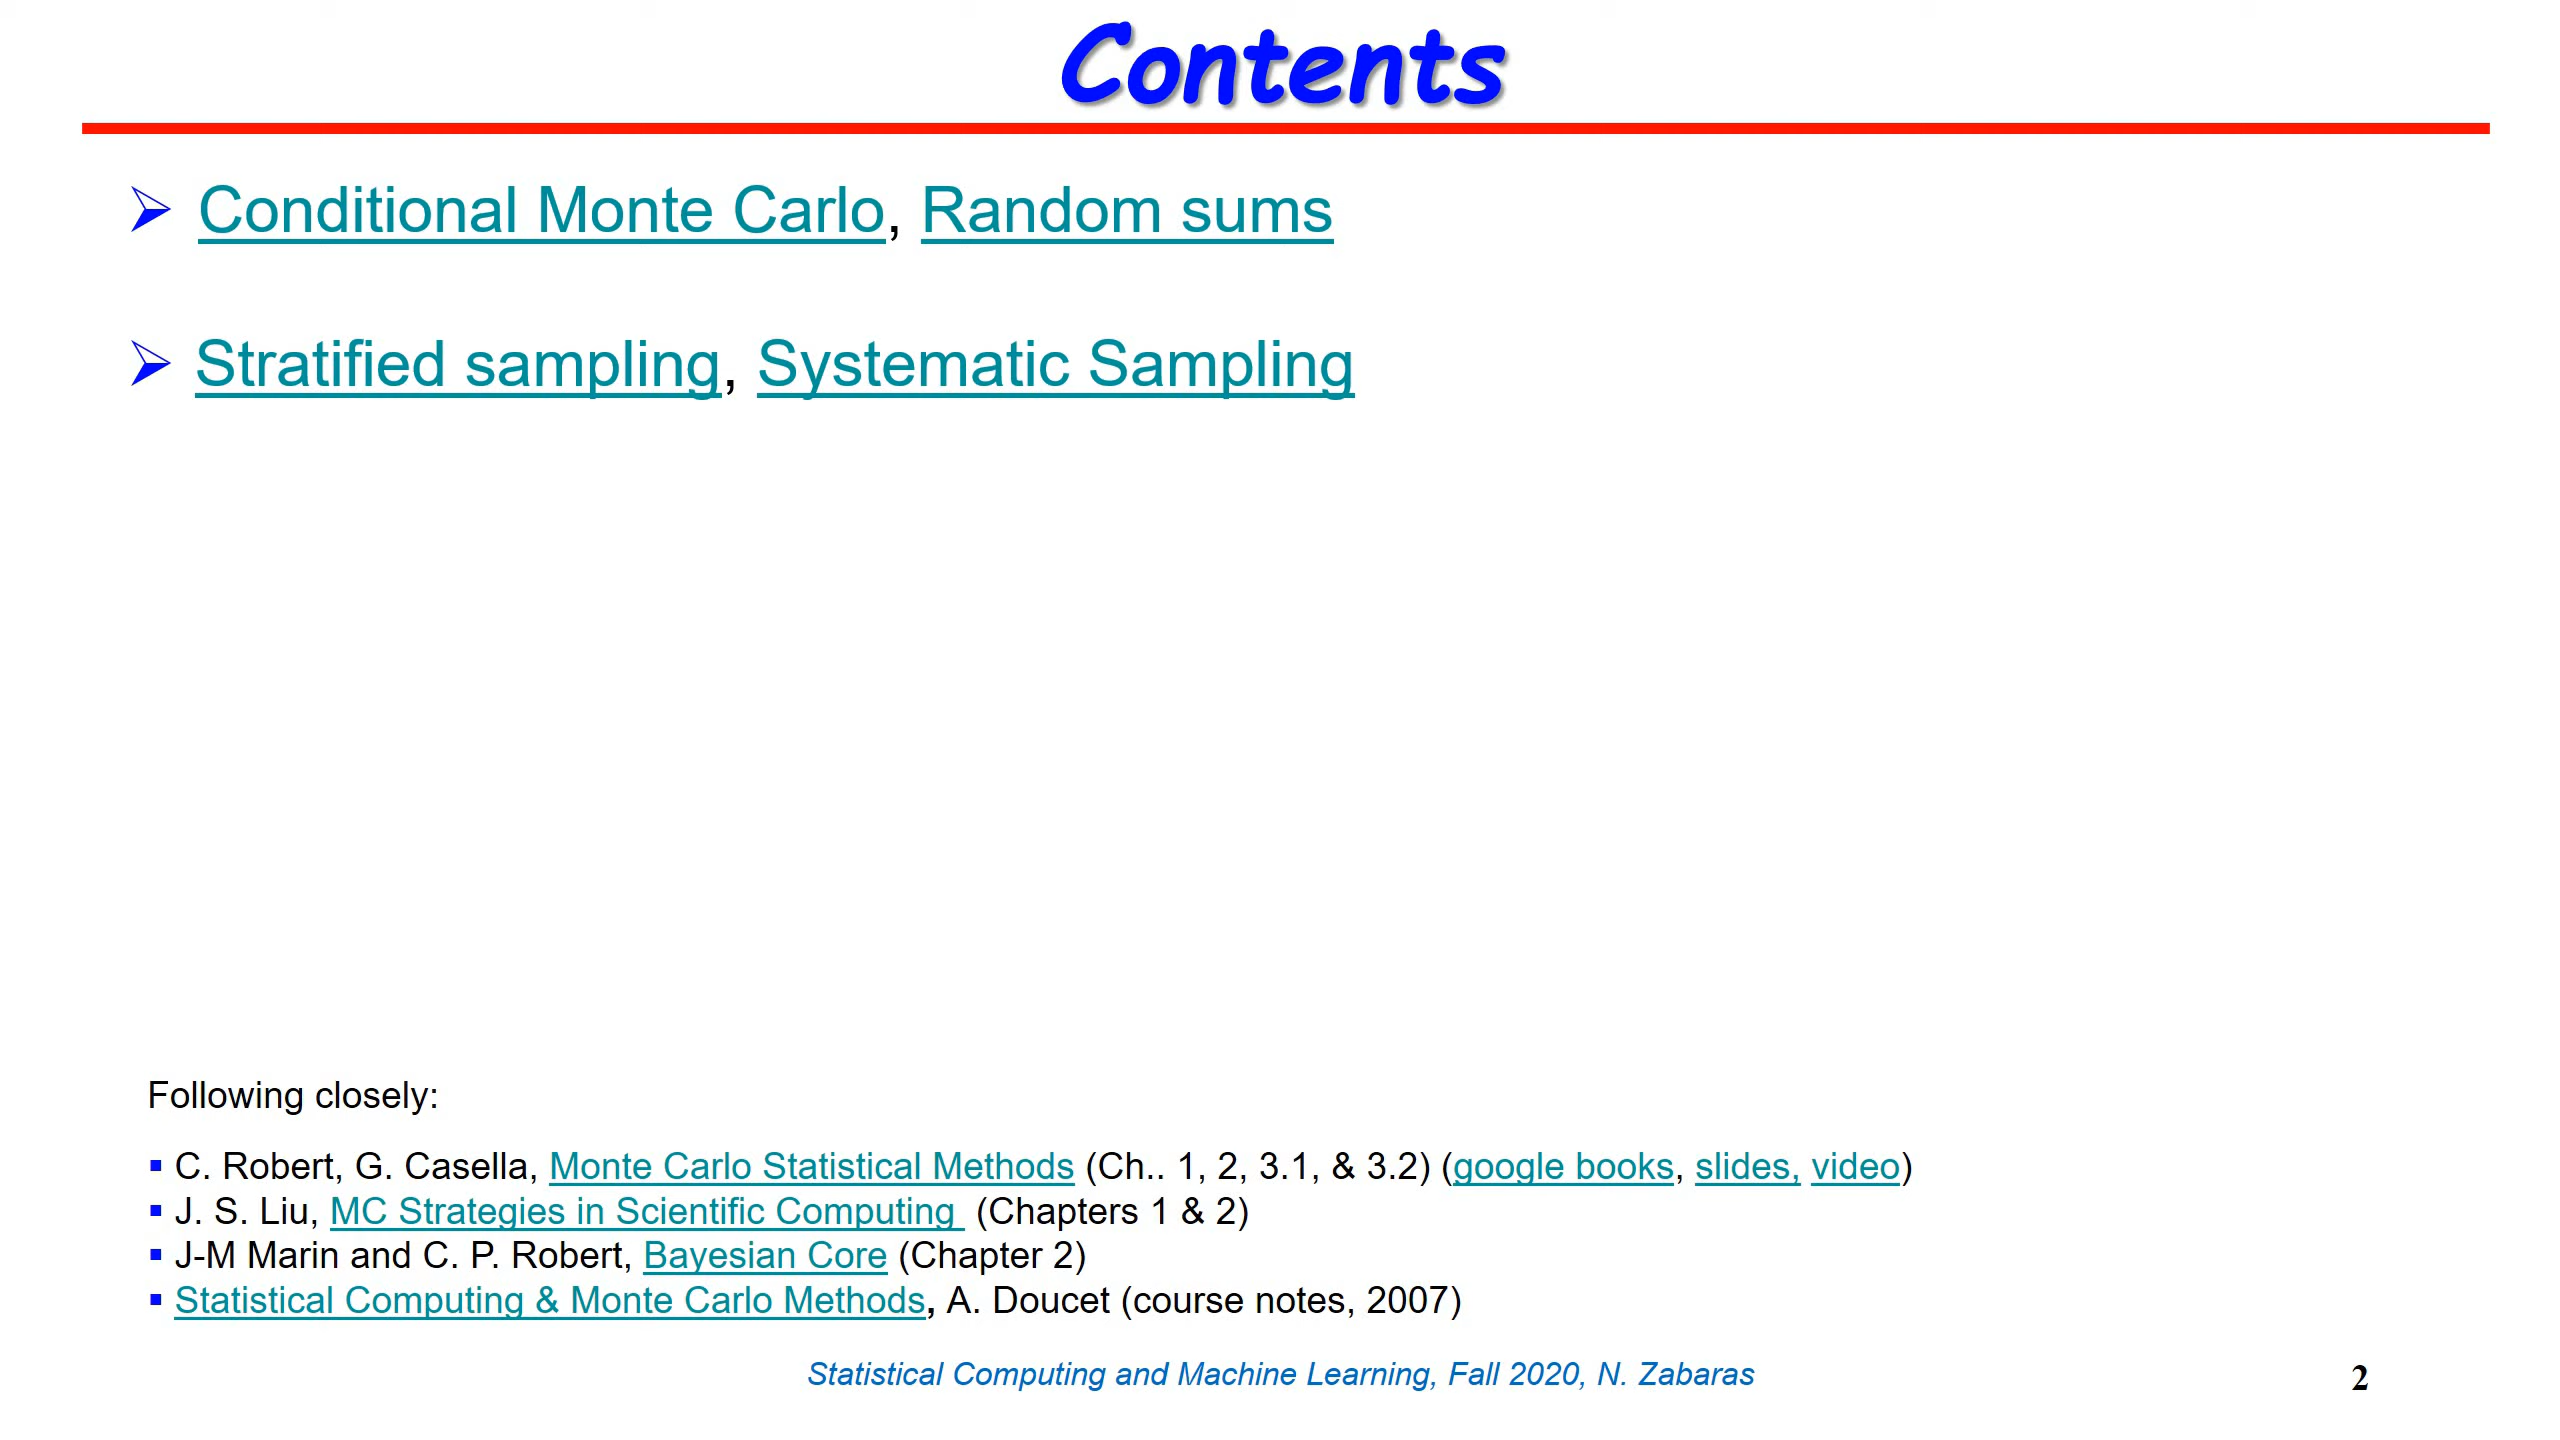 Contents
Conditional Monte Carlo, Random sums
Stratified sampling, Systematic Sampling
Following closely:
C. Robert, G. Casella, Monte Carlo Statistical Methods (Ch.. 1, 2, 3.1, & 3.2) (google books, slides, video)
J. S. Liu, MC Strategies in Scientific Computing (Chapters 1 & 2)
J-M Marin and C. P. Robert, Bayesian Core (Chapter 2)
Statistical Computing & Monte Carlo Methods, A. Doucet (course notes, 2007)
Statistical Computing and Machine Learning, Fall 2020, N. Zabaras
2